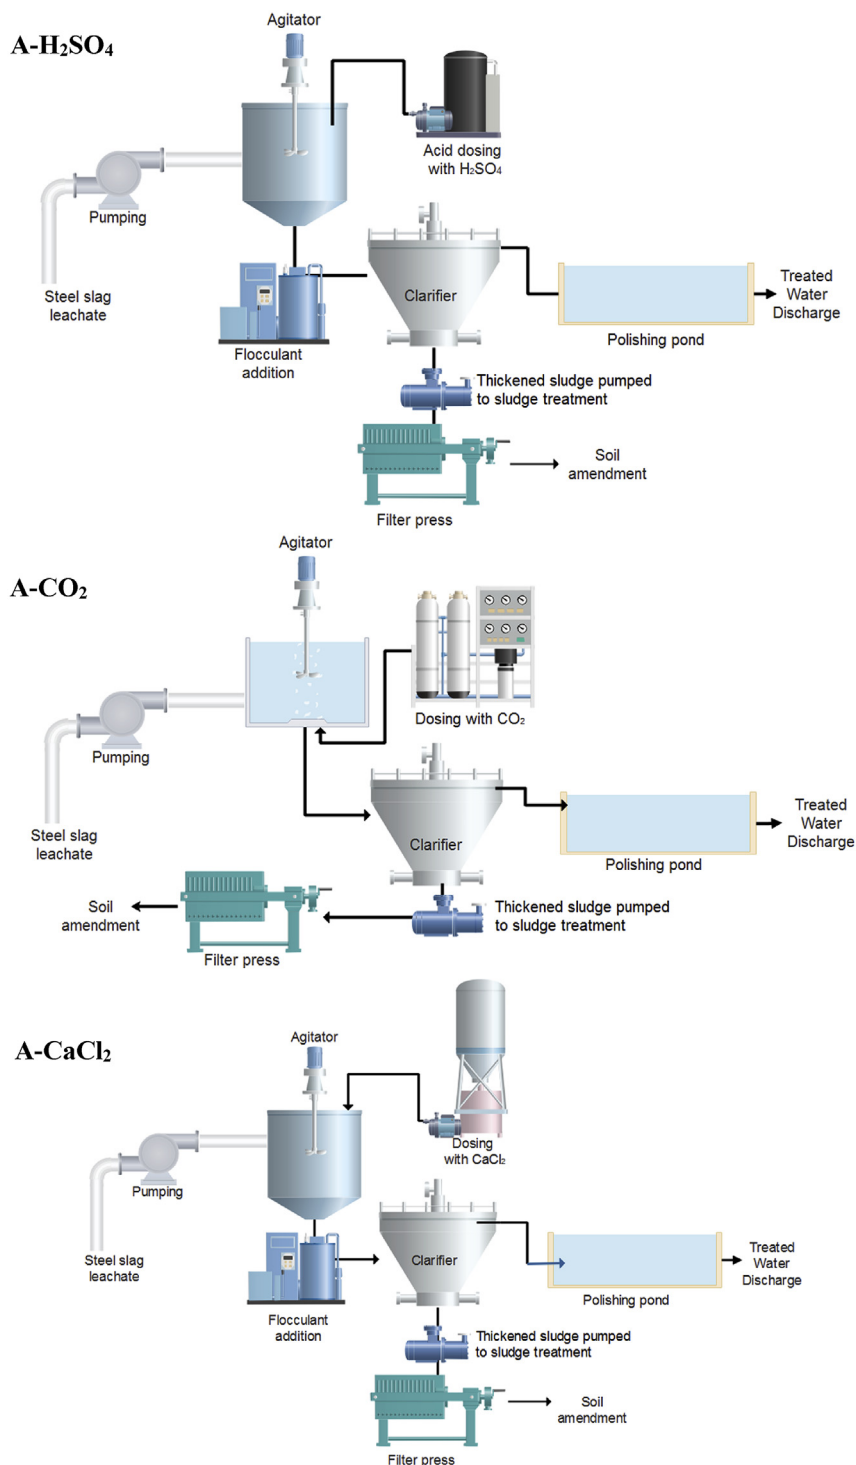 A-H₂SO₄
Agitator
Acid dosing
with H₂SO₄
Pumping
Steel slag
leachate
Clarifier
Treated
Water
Discharge
Polishing pond
Flocculant
addition
Thickened sludge pumped
to sludge treatment
Soil
amendment
Filter press
A-CO₂
Agitator
Dosing with CO₂
Pumping
Steel slag
leachate
Clarifier
Treated
Water
Discharge
Polishing pond
Soil
amendment
Thickened sludge pumped
to sludge treatment
Filter press
A-CaCl₂
Agitator
Dosing
with CaCl₂
Pumping
Steel slag
leachate
Clarifier
Treated
Water
Discharge
Polishing pond
Flocculant
addition
Thickened sludge pumped
to sludge treatment
Soil
amendment
Filter press